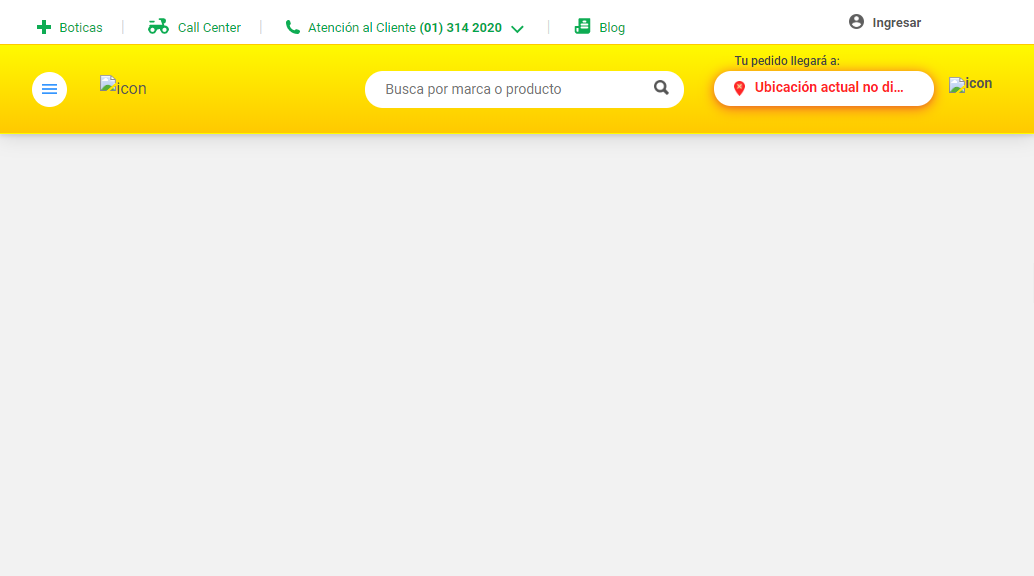 Boticas
Call Center
Atención al Cliente (01) 314 2020
Blog
Ingresar
Tu pedido llegará a:
icon
Busca por marca o producto
Ubicación actual no di...
icon